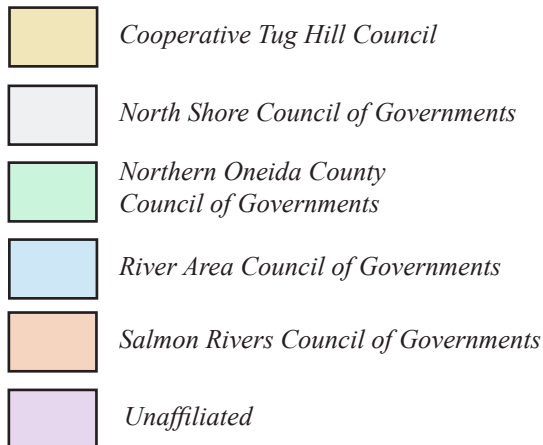 Cooperative Tug Hill Council
North Shore Council of Governments
Northern Oneida County
Council of Governments
River Area Council of Governments
Salmon Rivers Council of Governments
Unaffiliated